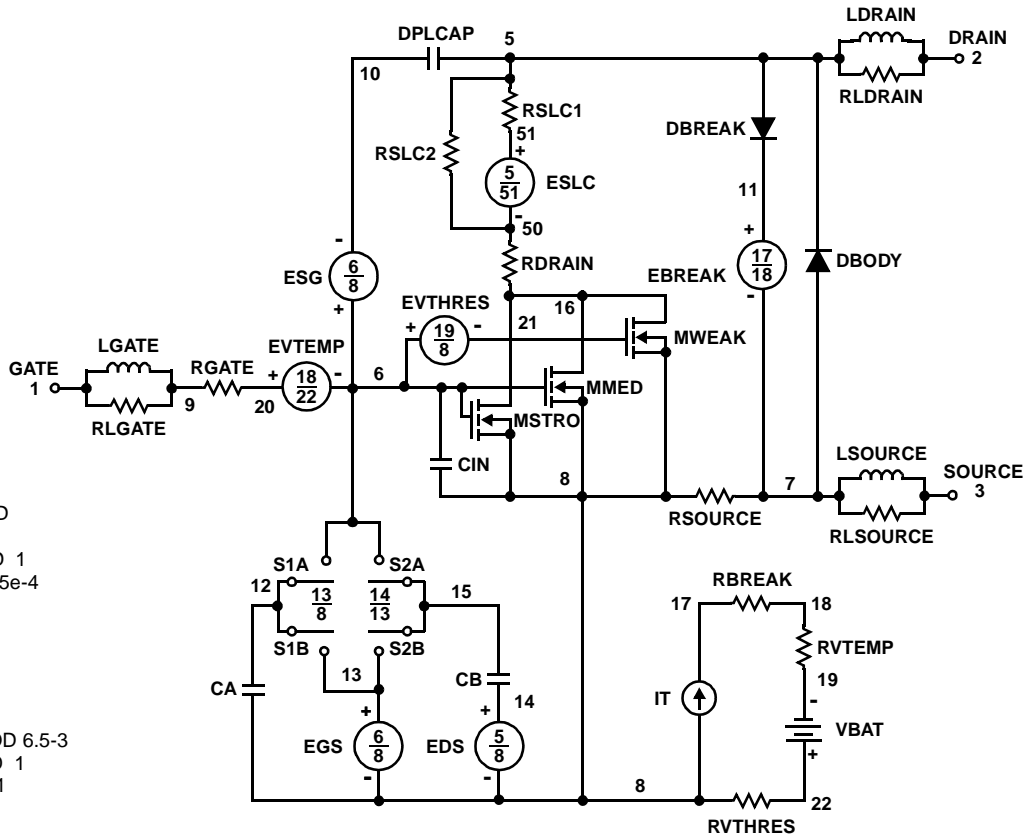 LDRAIN
DPLCAP
5
DRAIN
2
10
RLDRAIN
RSLC1
51
+
RSLC2
5
51
ESLC
-
50
DBREAK
11
+
17
18
EBREAK
-
DBODY
-
6
8
ESG
+
RDRAIN
16
EVTHRES
+
19
8
-
21
MWEAK
LGATE
GATE
1
RLGATE
9
RGATE
20
EVTEMP
+
18
22
-
6
MMED
MSTRO
CIN
8
RSOURCE
7
LSOURCE
SOURCE
3
RLSOURCE
D
D 1
5e-4
S1A
S2A
12
13
8
14
13
15
S1B
S2B
13
CA
CB
14
+
EGS
6
8
-
+
EDS
5
8
-
8
RBREAK
17
18
RVTEMP
19
IT
-
VBAT
+
22
RVTHRES
OD 6.5-3
D 1